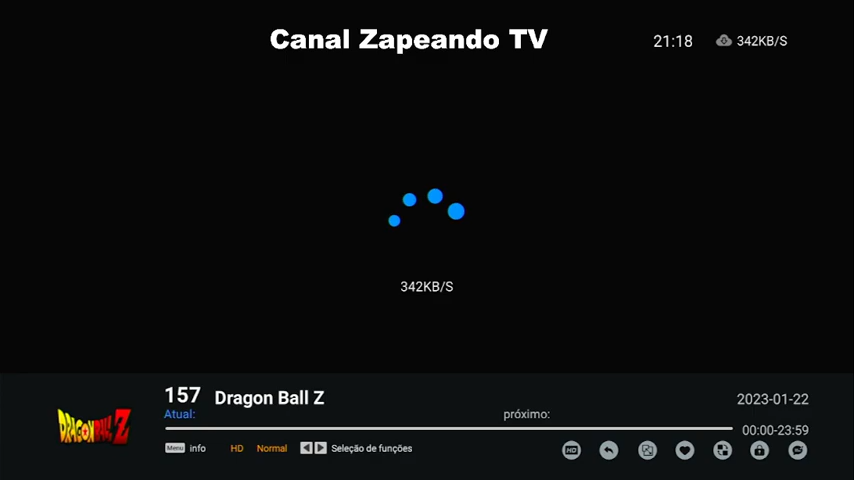 Canal Zapeando TV
21:18 342KB/S
342KB/S
157 Dragon Ball Z 2023-01-22
Atual: próximo:
DRAGON BALL Z
00:00-23:59
Menu info HD Normal Seleção de funções HD